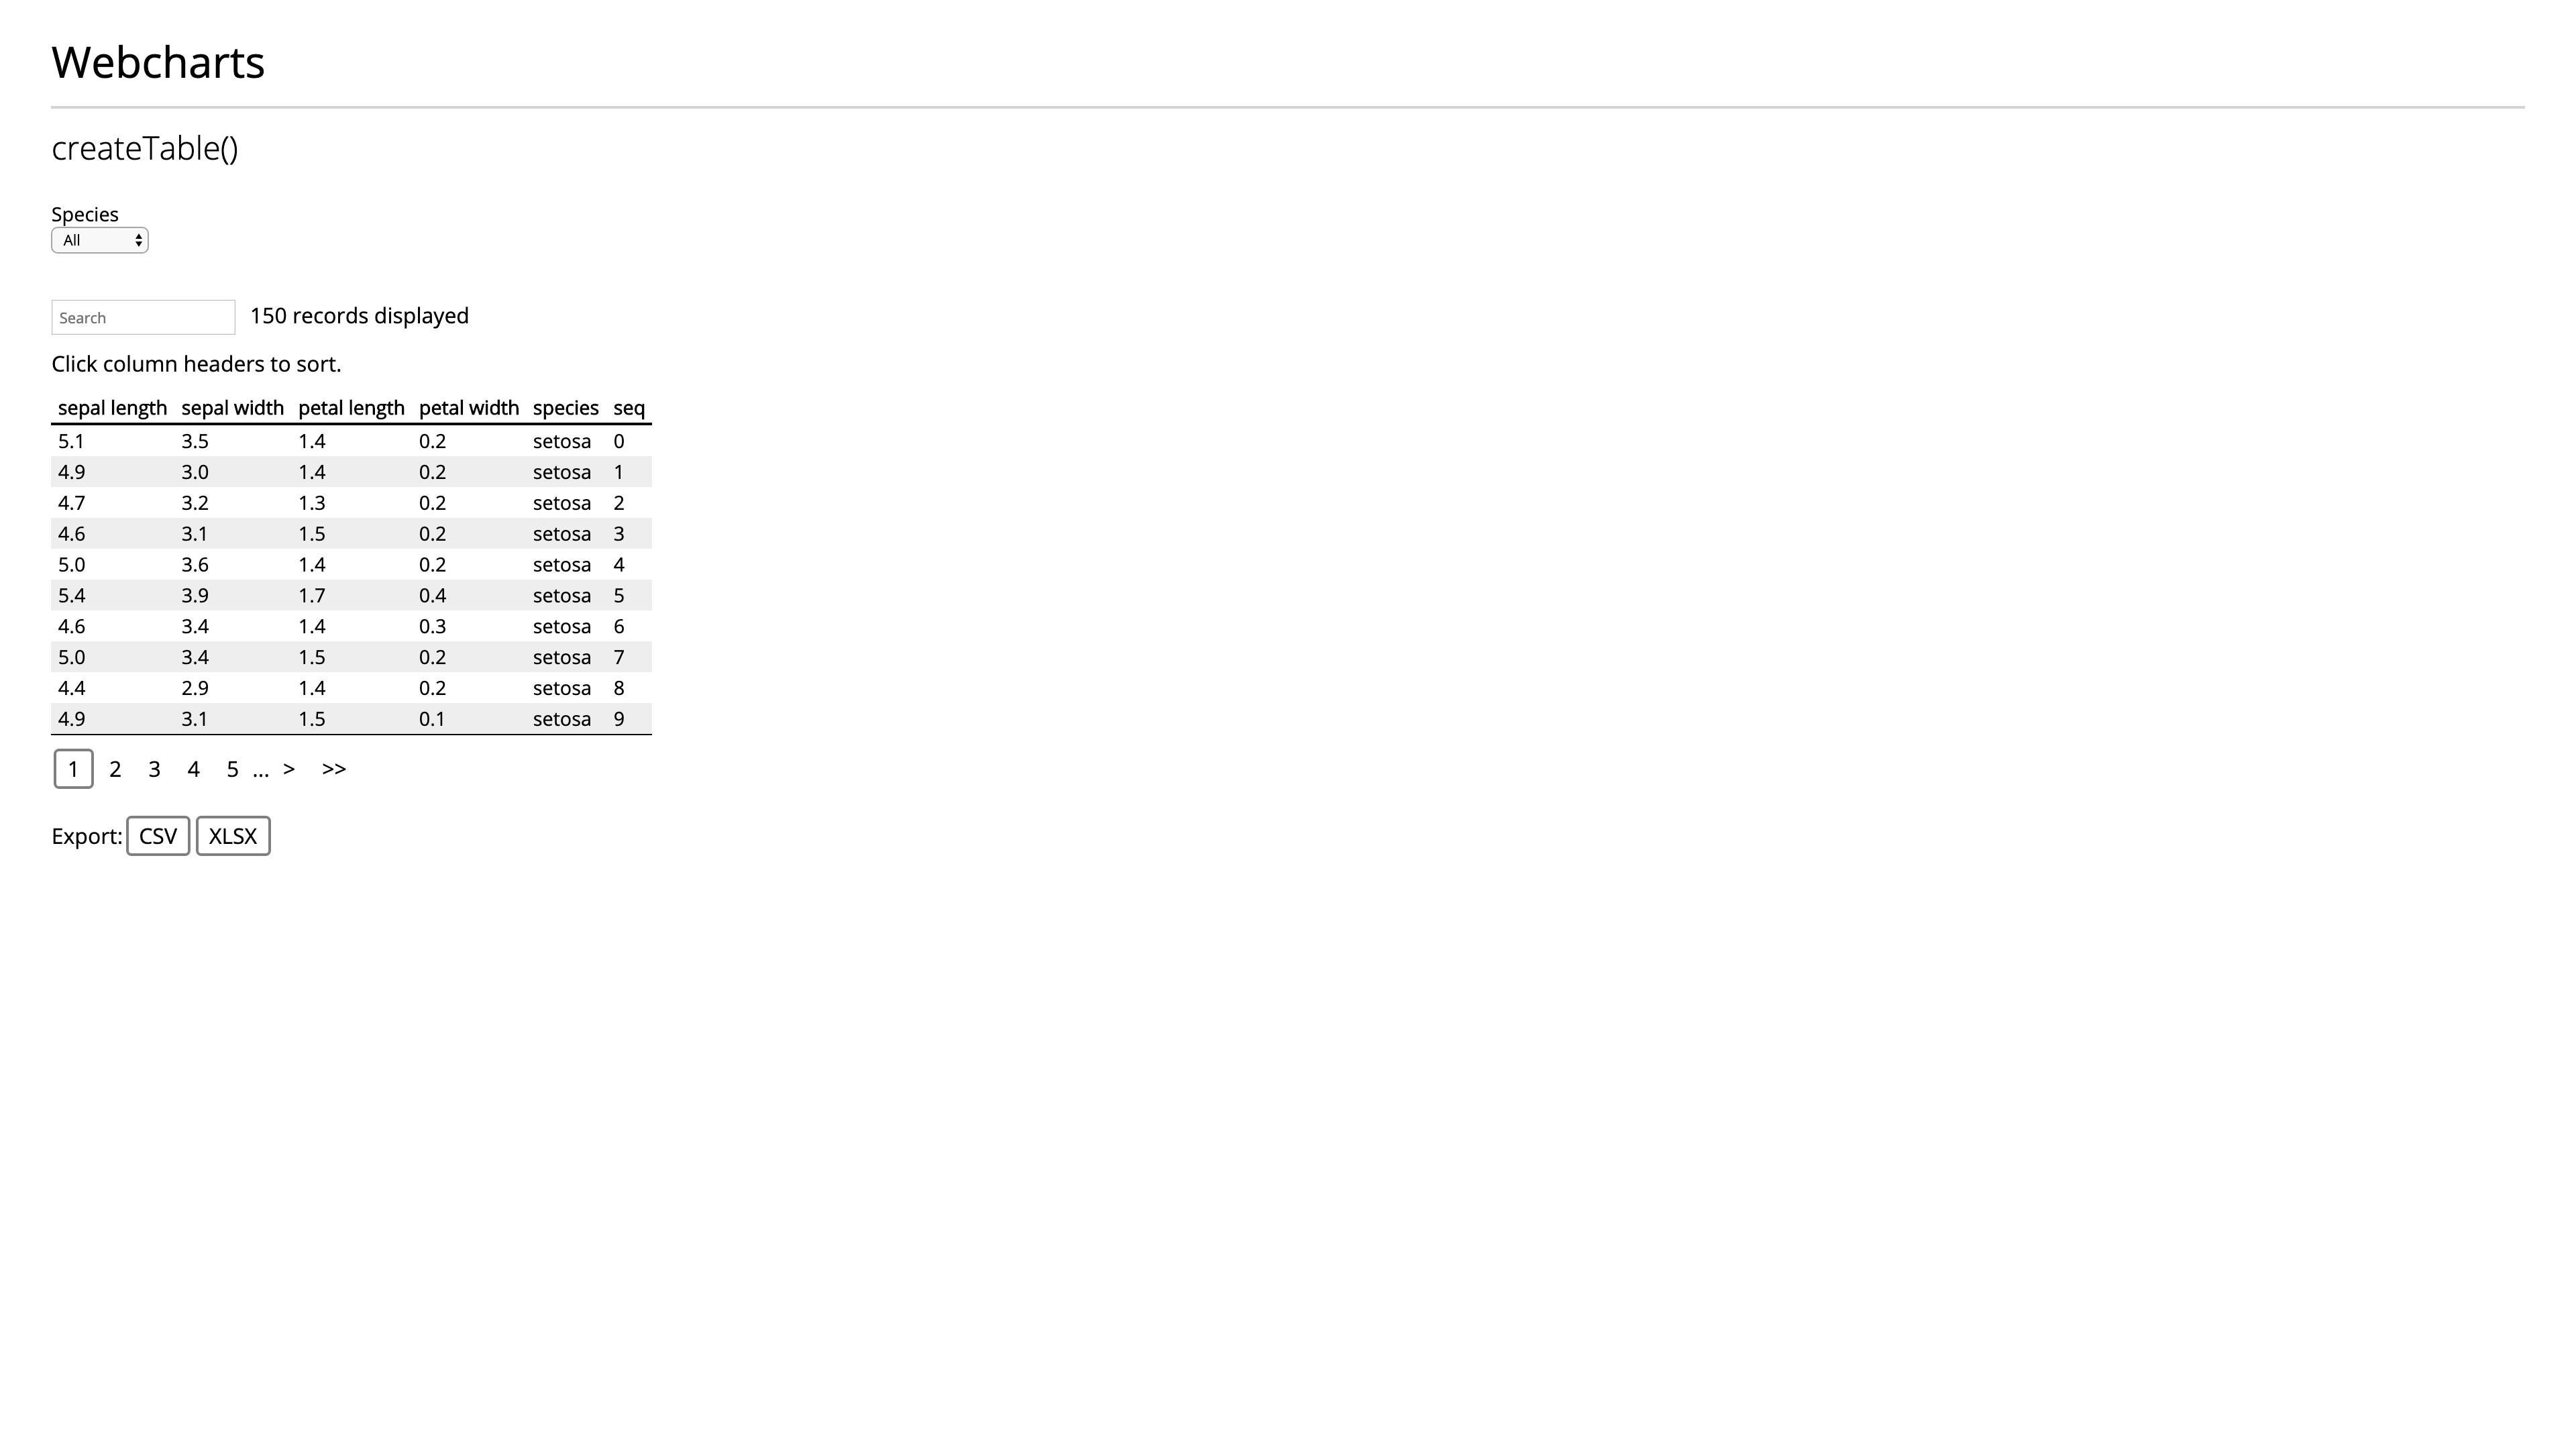 Webcharts
createTable()
Species
All
Search 150 records displayed
Click column headers to sort.
sepal length sepal width petal length petal width species seq
5.1 3.5 1.4 0.2 setosa 0
4.9 3.0 1.4 0.2 setosa 1
4.7 3.2 1.3 0.2 setosa 2
4.6 3.1 1.5 0.2 setosa 3
5.0 3.6 1.4 0.2 setosa 4
5.4 3.9 1.7 0.4 setosa 5
4.6 3.4 1.4 0.3 setosa 6
5.0 3.4 1.5 0.2 setosa 7
4.4 2.9 1.4 0.2 setosa 8
4.9 3.1 1.5 0.1 setosa 9
1 2 3 4 5 ... > >>
Export: CSV XLSX